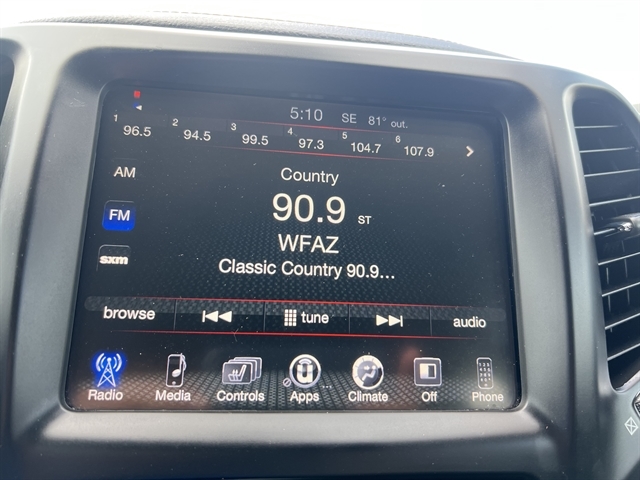 5:10 SE 81° out.
1 96.5 2 94.5 3 99.5 4 97.3 5 104.7 6 107.9
AM
Country
FM
90.9 ST
WFAZ
sxm
Classic Country 90.9...
browse tune audio
Radio Media Controls Apps Climate Off Phone